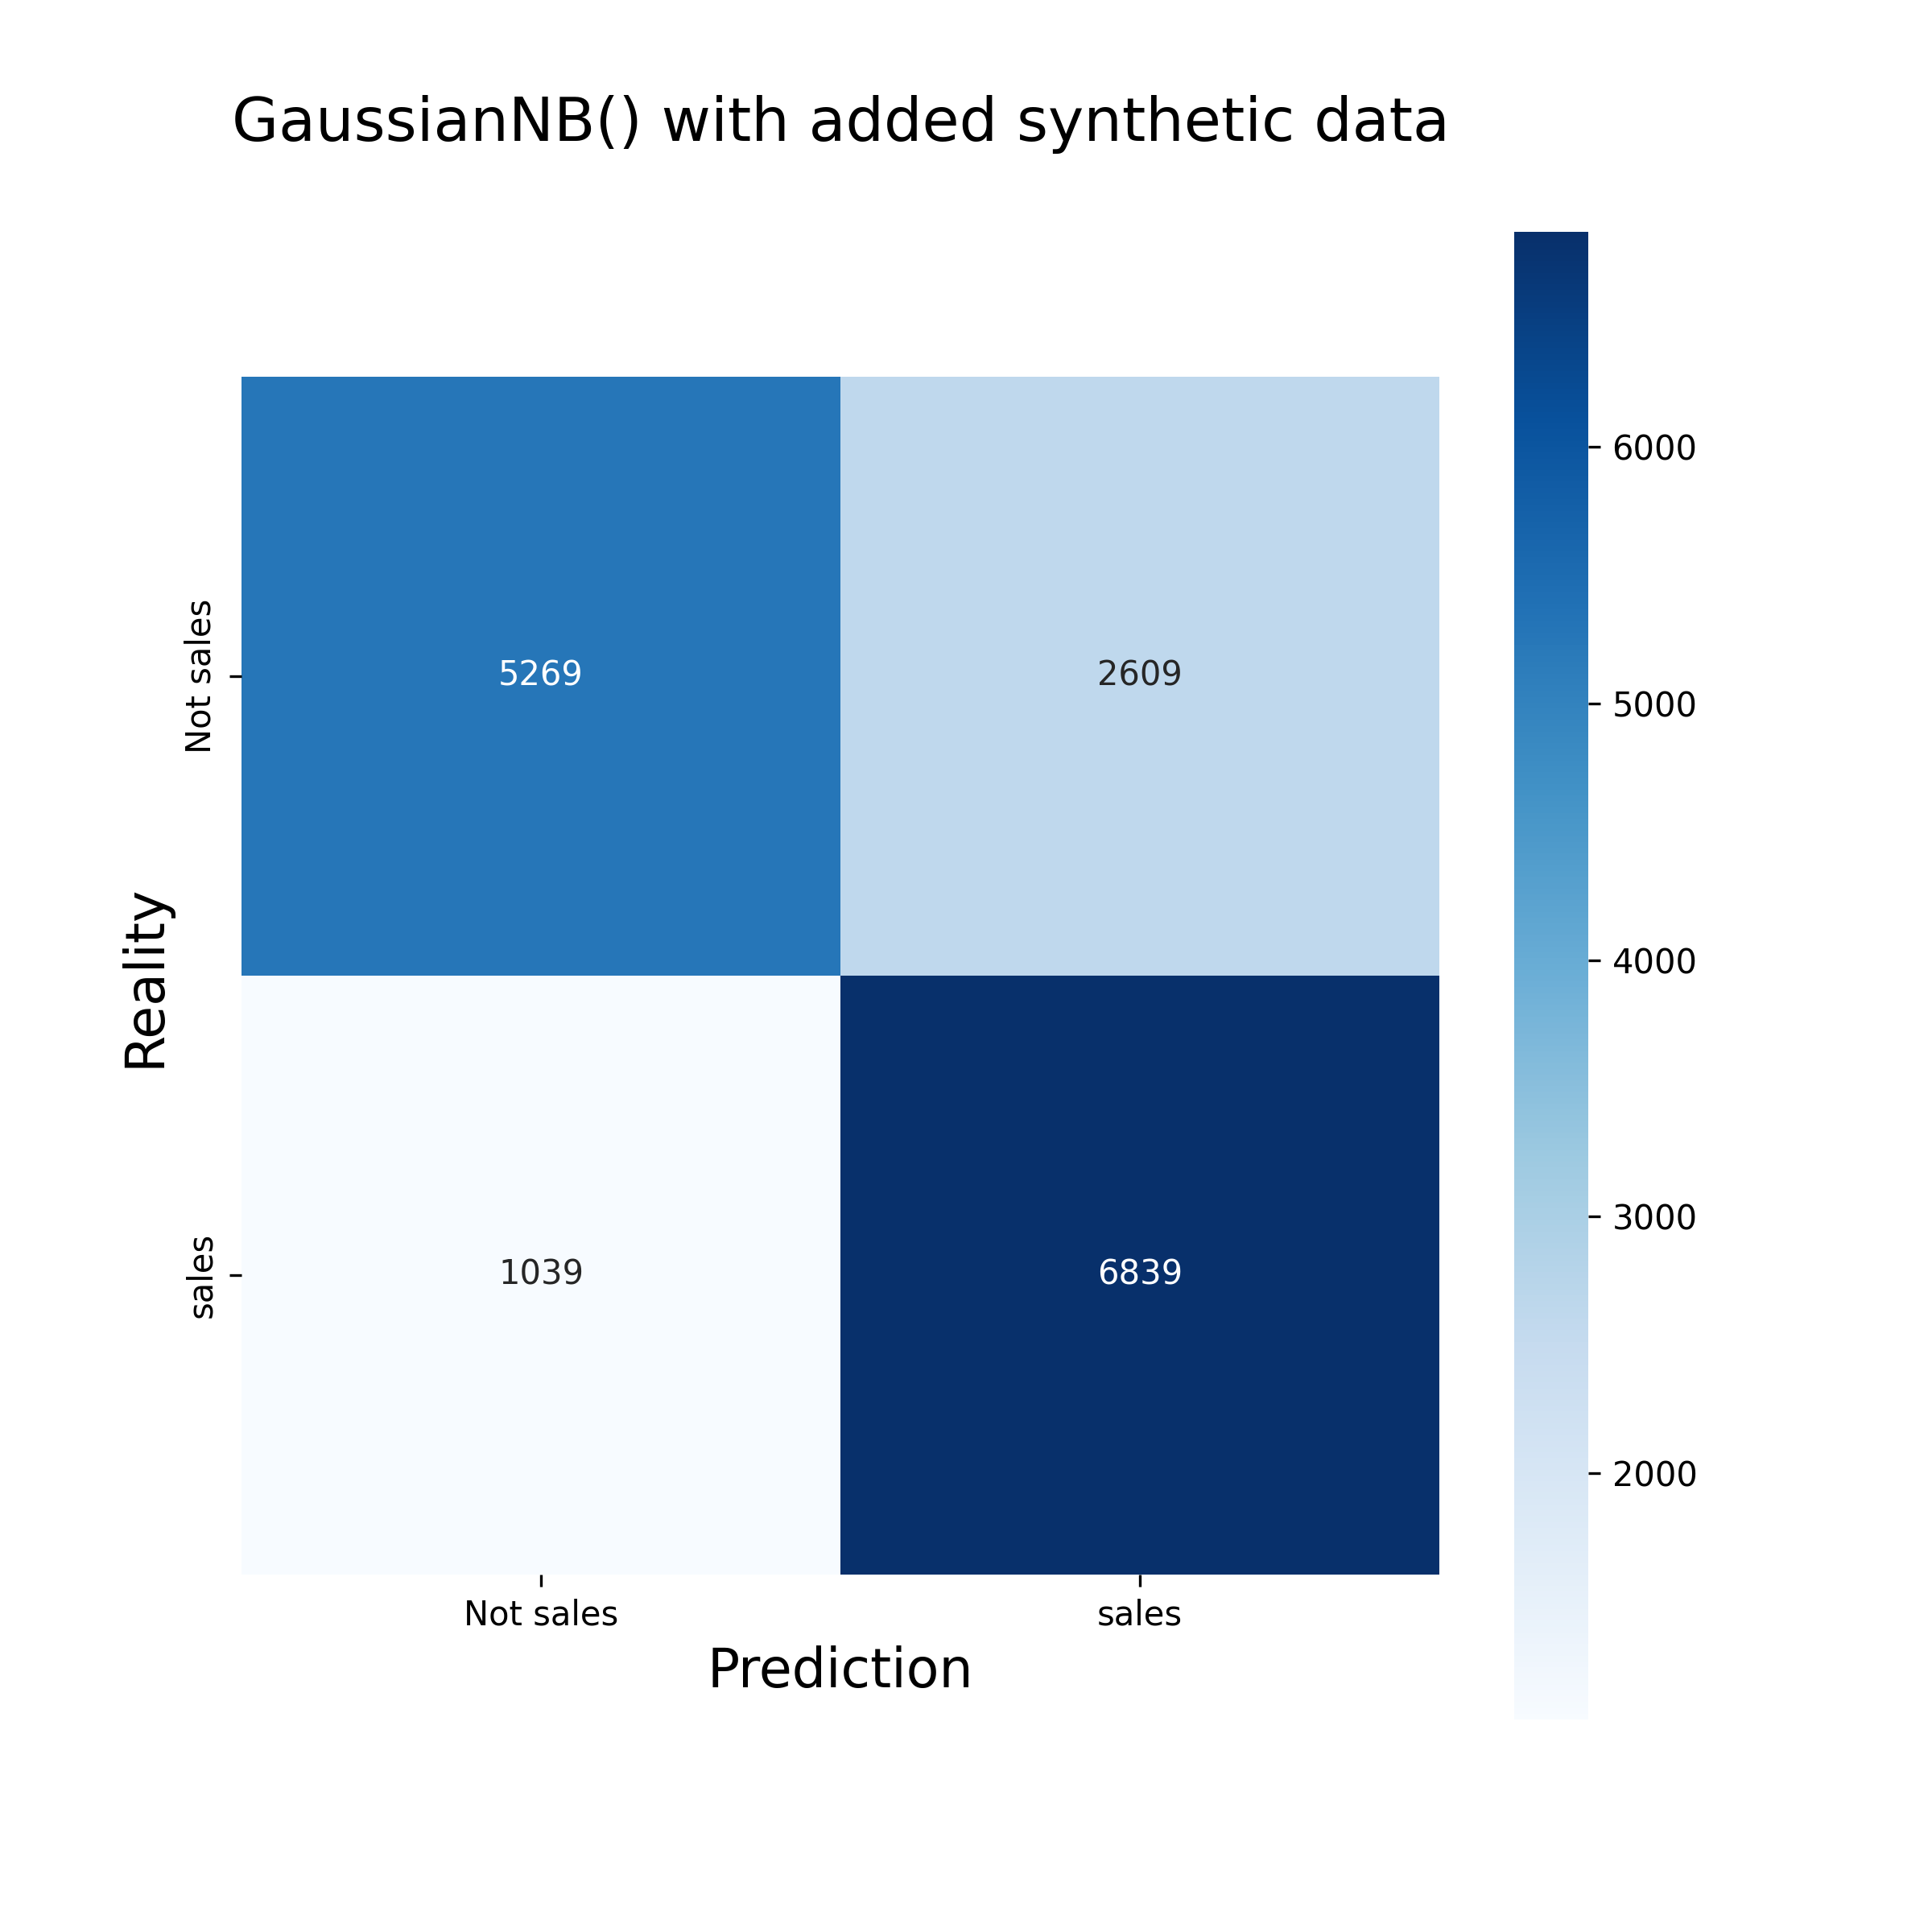 GaussianNB() with added synthetic data
6000
5000
4000
3000
2000
Reality
Not sales
sales
5269
2609
1039
6839
Not sales
sales
Prediction